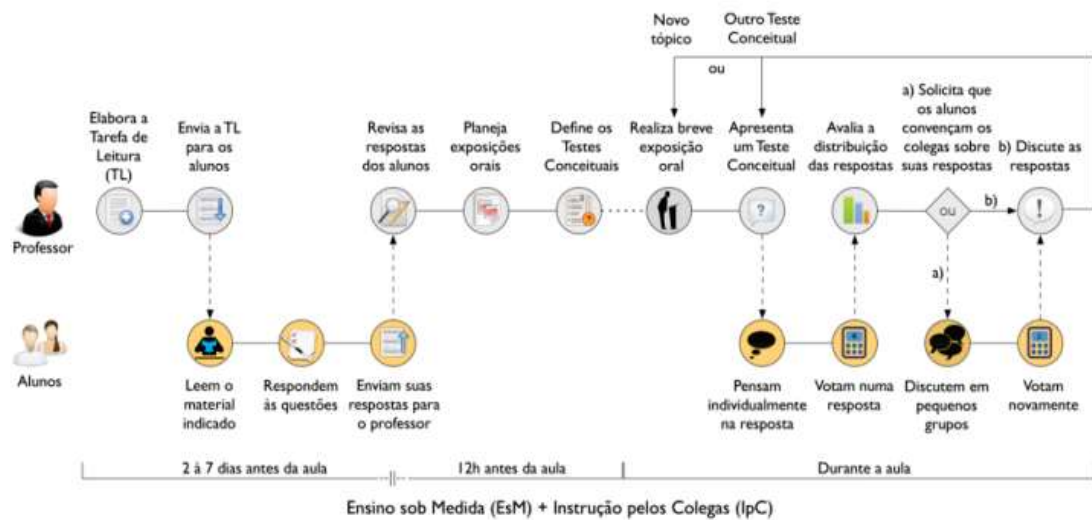 Novo
tópico
Outro Teste
Conceitual
ou
Elabora a
Tarefa de
Leitura
(TL)
Envia a TL
para os
alunos
Revisa as
respostas
dos alunos
Planeja
exposições
orais
Define os
Testes
Conceituais
Realiza breve
exposição
oral
Apresenta
um Teste
Conceitual
Avalia a
distribuição
das respostas
a) Solicita que
os alunos
convençam os
colegas sobre
suas respostas
b) Discute as
respostas
Professor
?
ou
b)
!
a)
Alunos
Leem o
material
indicado
Respondem
às questões
Enviam suas
respostas para
o professor
Pensam
individualmente
na resposta
Votam numa
resposta
Discutem em
pequenos
grupos
Votam
novamente
2 à 7 dias antes da aula
12h antes da aula
Durante a aula
Ensino sob Medida (EsM) + Instrução pelos Colegas (IpC)